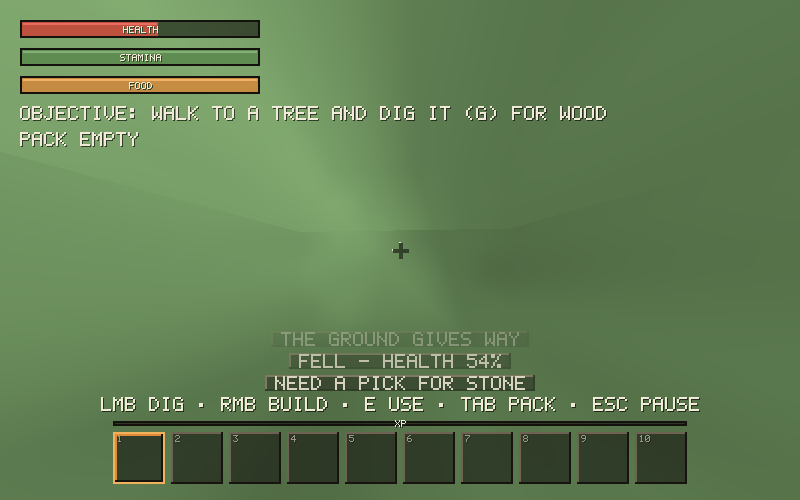 HEALTH
STAMINA
FOOD
OBJECTIVE: WALK TO A TREE AND DIG IT (G) FOR WOOD
PACK EMPTY
THE GROUND GIVES WAY
FELL - HEALTH 54%
NEED A PICK FOR STONE
LMB DIG · RMB BUILD · E USE · TAB PACK · ESC PAUSE
XP
1 2 3 4 5 6 7 8 9 10